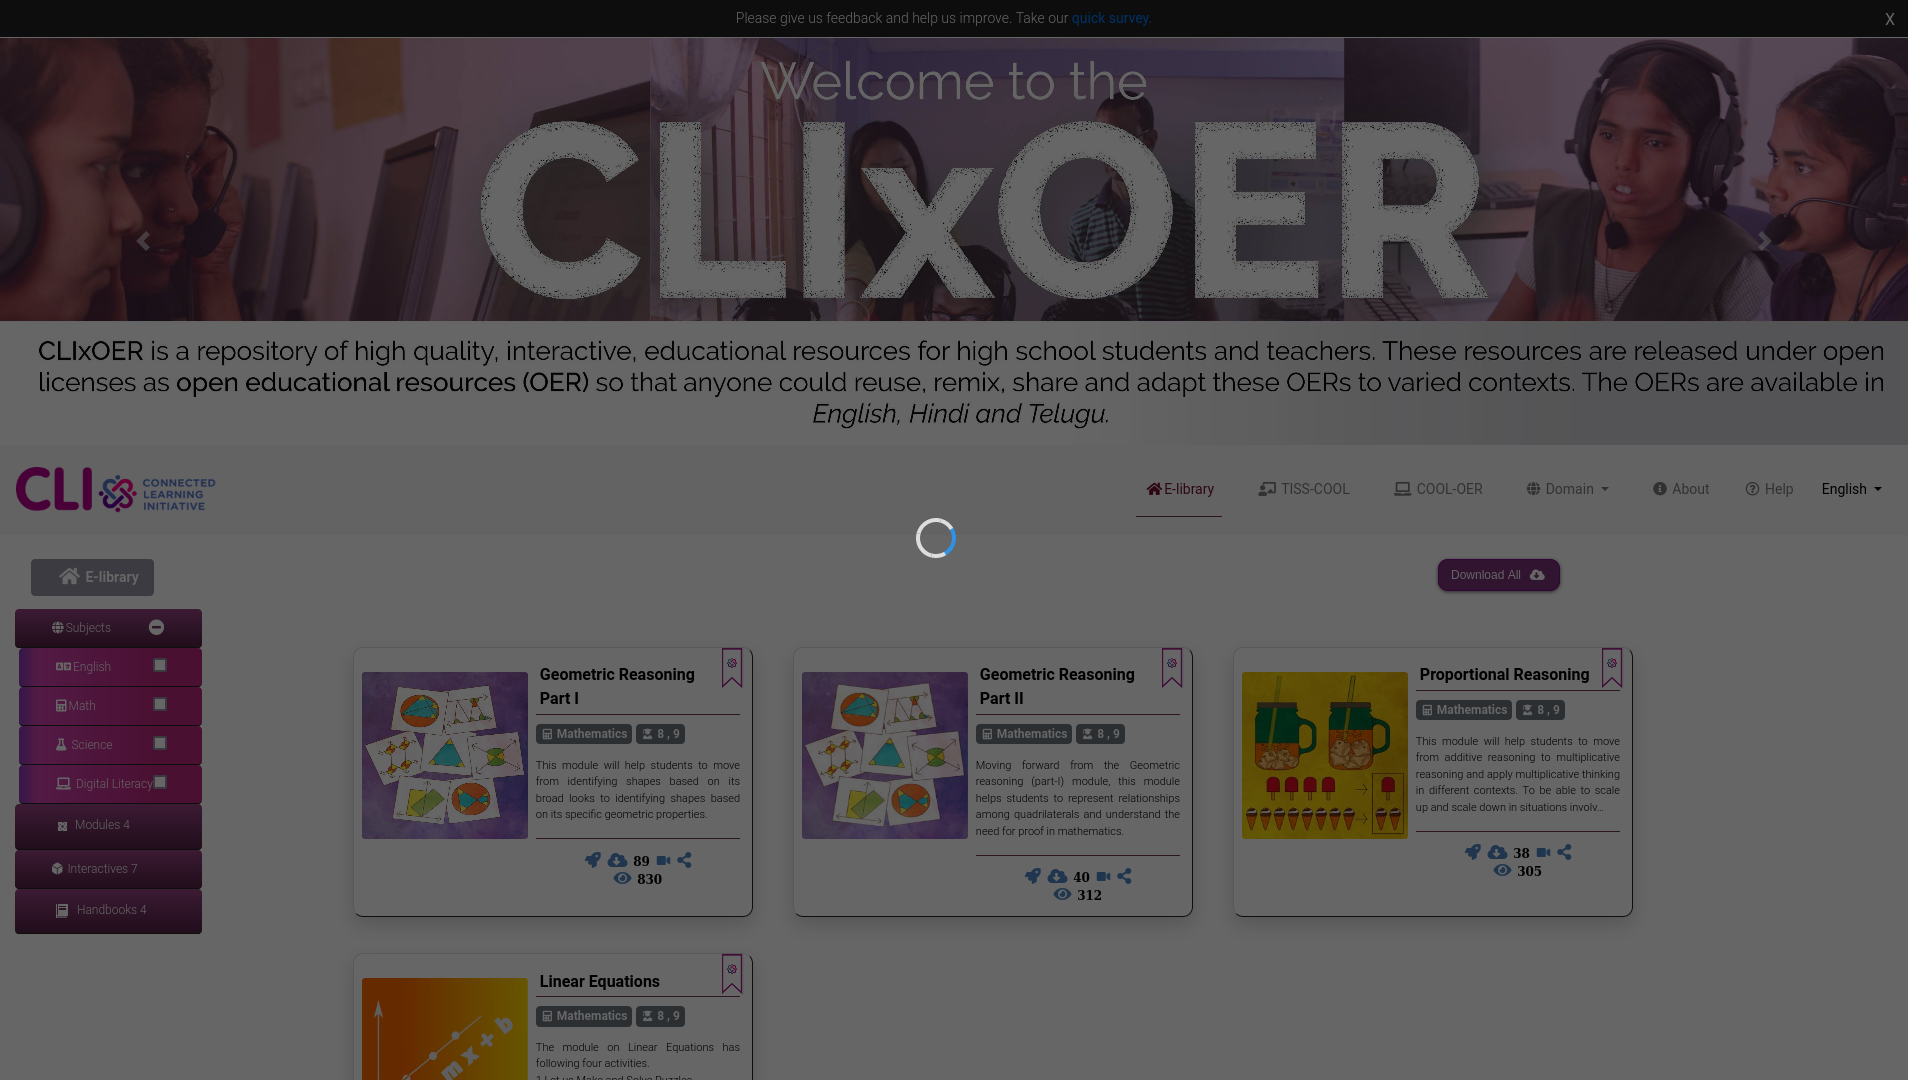 Please give us feedback and help us improve. Take our quick survey.
X
Welcome to the
CLIxOER
CLIxOER is a repository of high quality, interactive, educational resources for high school students and teachers. These resources are released under open
licenses as open educational resources (OER) so that anyone could reuse, remix, share and adapt these OERs to varied contexts. The OERs are available in
English, Hindi and Telugu.
CLI
CONNECTED
LEARNING
INITIATIVE
E-library
TISS-COOL
COOL-OER
Domain
About
Help
English
E-library
Download All
Subjects
English
Math
Science
Digital Literacy
Modules 4
Interactives 7
Handbooks 4
Geometric Reasoning
Part I
Mathematics
8 , 9
This module will help students to move
from identifying shapes based on its
broad looks to identifying shapes based
on its specific geometric properties.
89
830
Geometric Reasoning
Part II
Mathematics
8 , 9
Moving forward from the Geometric
reasoning (part-I) module, this module
helps students to represent relationships
among quadrilaterals and understand the
need for proof in mathematics.
40
312
Proportional Reasoning
Mathematics
8 , 9
This module will help students to move
from additive reasoning to multiplicative
reasoning and apply multiplicative thinking
in different contexts. To be able to scale
up and scale down in situations involv...
38
305
Linear Equations
Mathematics
8 , 9
The module on Linear Equations has
following four activities.
1.Let us Make and Solve Puzzles
m x + b